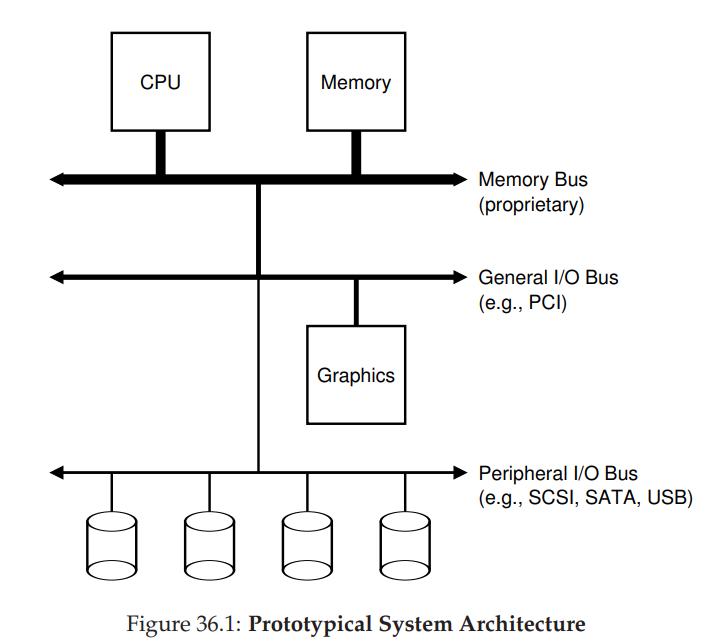 CPU
Memory
Memory Bus
(proprietary)
General I/O Bus
(e.g., PCI)
Graphics
Peripheral I/O Bus
(e.g., SCSI, SATA, USB)
Figure 36.1: Prototypical System Architecture